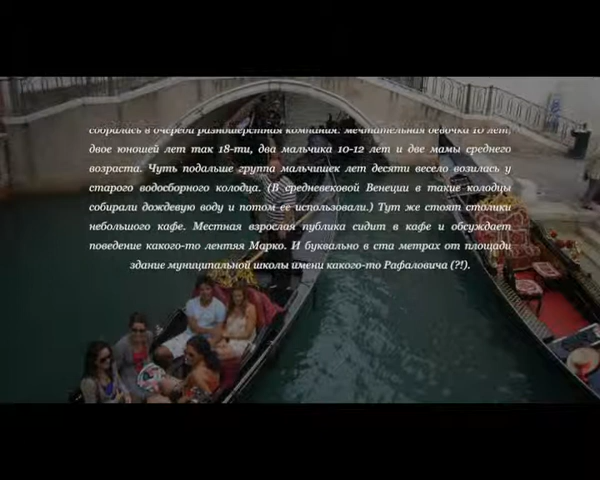 собралась в очереди разношерстная компания: мечтательная девочка 16 лет,
двое юношей лет так 18-ти, два мальчика 10-12 лет и две мамы среднего
возраста. Чуть подальше группа мальчишек лет десяти весело возилась у
старого водосборного колодца. (В средневековой Венеции в такие колодцы
собирали дождевую воду и потом ее использовали.) Тут же стоят столики
небольшого кафе. Местная взрослая публика сидит в кафе и обсуждает
поведение какого-то лентяя Марко. И буквально в ста метрах от площади
здание муниципальной школы имени какого-то Рафаловича (?!).